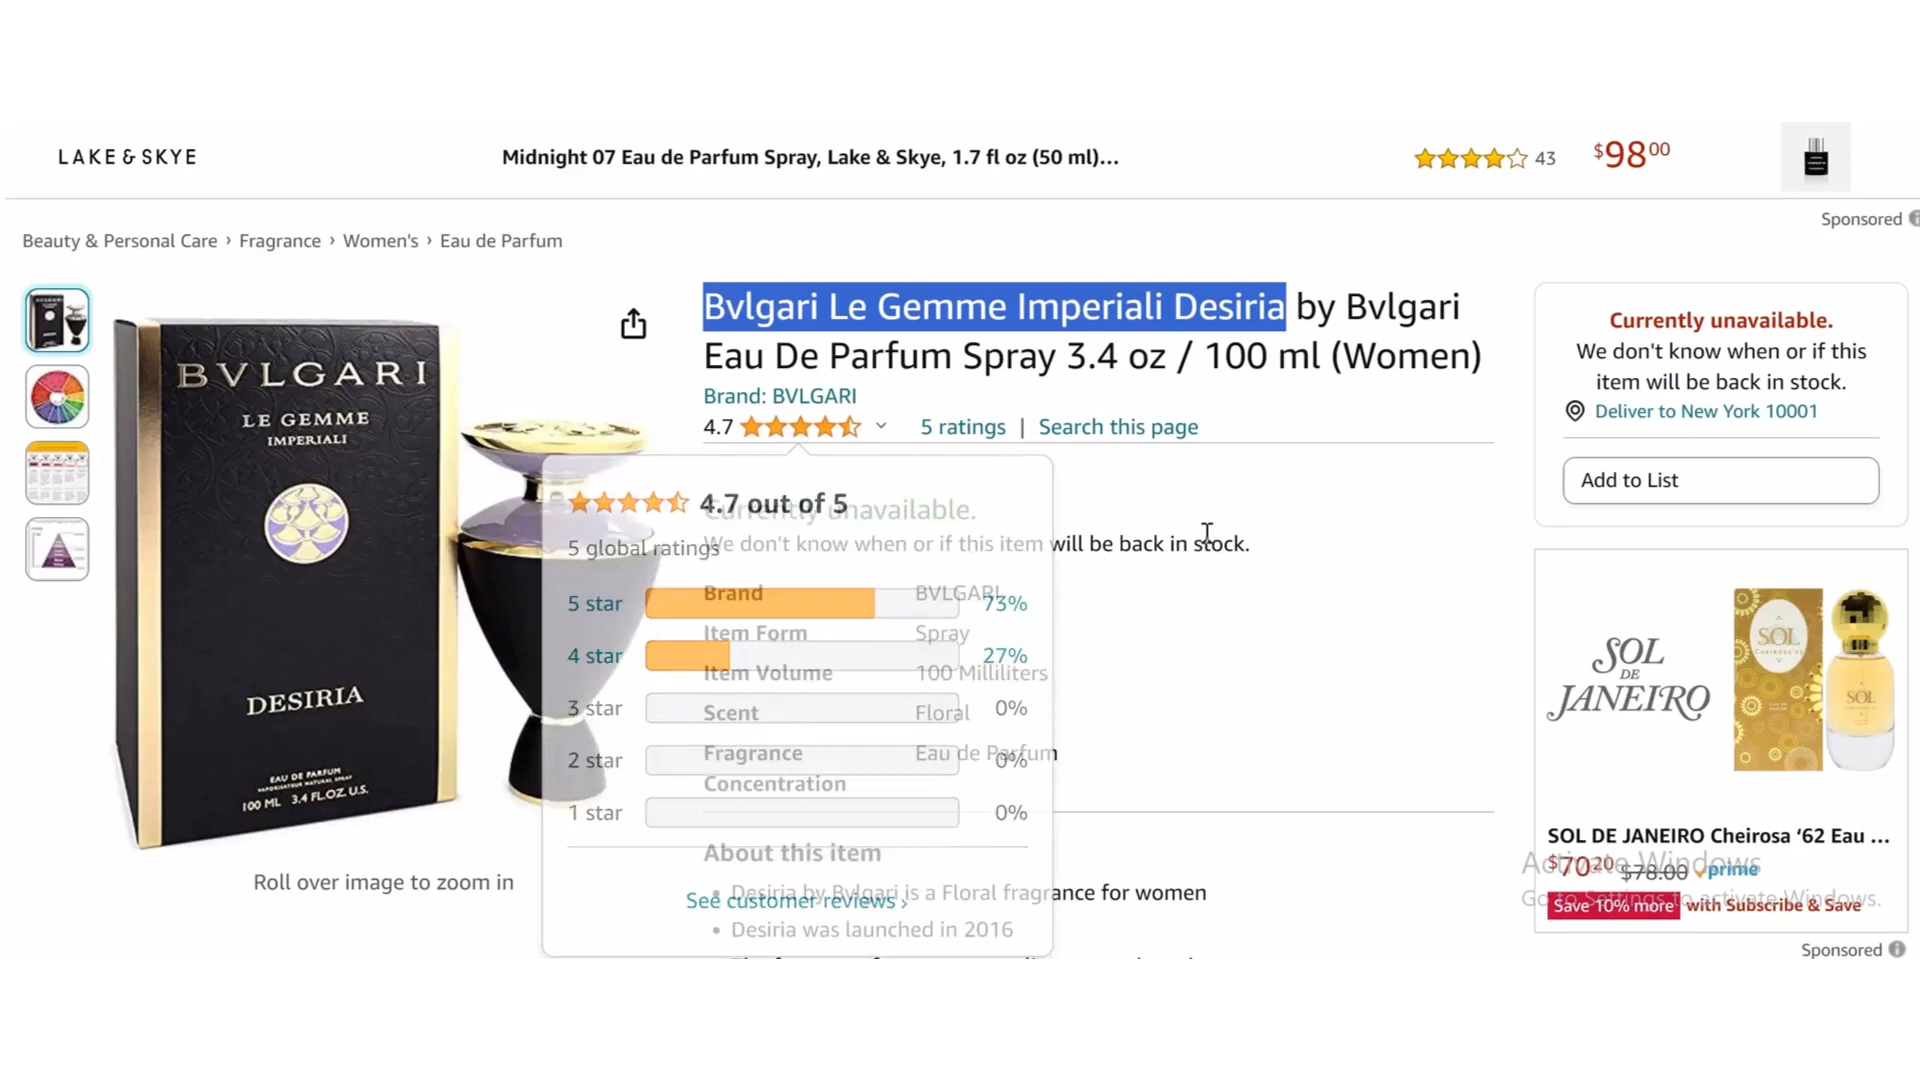 LAKE & SKYE
Midnight 07 Eau de Parfum Spray, Lake & Skye, 1.7 fl oz (50 ml)...
43
$98.00
Sponsored
Beauty & Personal Care › Fragrance › Women's › Eau de Parfum
BVLGARI
LE GEMME
IMPERIALI
DESIRIA
EAU DE PARFUM
VAPORISATEUR NATURAL SPRAY
100 ML 3.4 FL.OZ. U.S.
Roll over image to zoom in
Bvlgari Le Gemme Imperiali Desiria by Bvlgari
Eau De Parfum Spray 3.4 oz / 100 ml (Women)
Brand: BVLGARI
4.7
5 ratings | Search this page
4.7 out of 5
5 global ratings
5 star 73%
4 star 27%
3 star 0%
2 star 0%
1 star 0%
See customer reviews ›
Currently unavailable.
We don't know when or if this item will be back in stock.
Brand BVLGARI
Item Form Spray
Item Volume 100 Milliliters
Scent Floral
Fragrance Eau de Parfum
Concentration
About this item
• Desiria by Bvlgari is a Floral fragrance for women
• Desiria was launched in 2016
Currently unavailable.
We don't know when or if this
item will be back in stock.
Deliver to New York 10001
Add to List
SOL
DE
JANEIRO
SOL
CHEIROSA '62
SOL
SOL DE JANEIRO Cheirosa ‘62 Eau ...
$70.20 $78.00 prime
Save 10% more with Subscribe & Save
Activate Windows
Go to Settings to activate Windows.
Sponsored